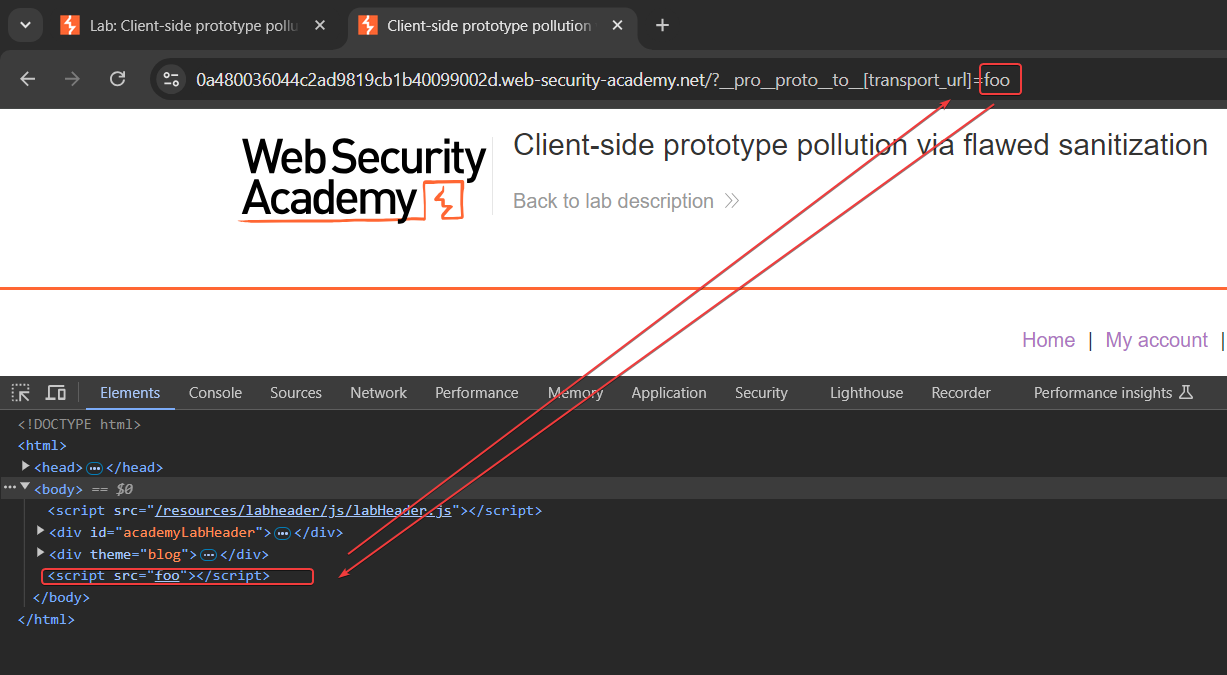 Lab: Client-side prototype pollu
Client-side prototype pollution
0a480036044c2ad9819cb1b40099002d.web-security-academy.net/?__pro__proto__to__[transport_url]=foo
WebSecurity
Academy
Client-side prototype pollution via flawed sanitization
Back to lab description
Home | My account |
Elements Console Sources Network Performance Memory Application Security Lighthouse Recorder Performance insights
<!DOCTYPE html>
<html>
<head>…</head>
<body> == $0
<script src="/resources/labheader/js/labHeader.js"></script>
<div id="academyLabHeader">…</div>
<div theme="blog">…</div>
<script src="foo"></script>
</body>
</html>